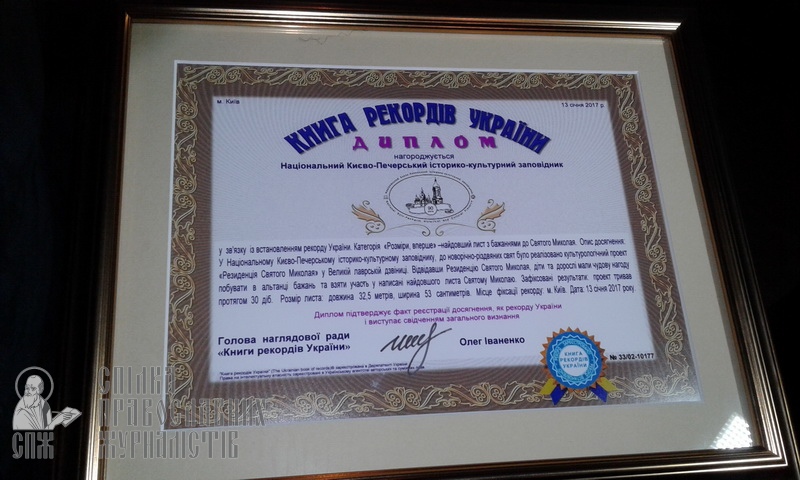 м. Київ
13 січня 2017 р.
КНИГА РЕКОРДІВ УКРАЇНИ
ДИПЛОМ
нагороджується
Національний Києво-Печерський історико-культурний заповідник
у зв'язку із встановленням рекорду України. Категорія «Розміри, вперше» –найдовший лист з бажаннями до Святого Миколая. Опис досягнення:
У Національному Києво-Печерському історико-культурному заповіднику, до новорічно-різдвяних свят було реалізовано культурологічний проект
«Резиденція Святого Миколая» у Великій лаврській дзвіниці. Відвідавши Резиденцію Святого Миколая, діти та дорослі мали чудову нагоду
побувати в альтанці бажань та взяти участь у написані найдовшого листа Святому Миколаю. Зафіксовані результати: проект тривав
протягом 30 діб. Розмір листа: довжина 32,5 метрів, ширина 53 сантиметрів. Місце фіксації рекорду: м. Київ. Дата: 13 січня 2017 року.
Диплом підтверджує факт реєстрації досягнення, як рекорду України
і виступає свідченням загального визнання
Голова наглядової ради
«Книги рекордів України»
Олег Іваненко
КНИГА
РЕКОРДІВ
УКРАЇНИ
№ 33/02-10177
СПІЛКА
ПРАВОСЛАВНИХ
ЖУРНАЛІСТІВ
СПЖ